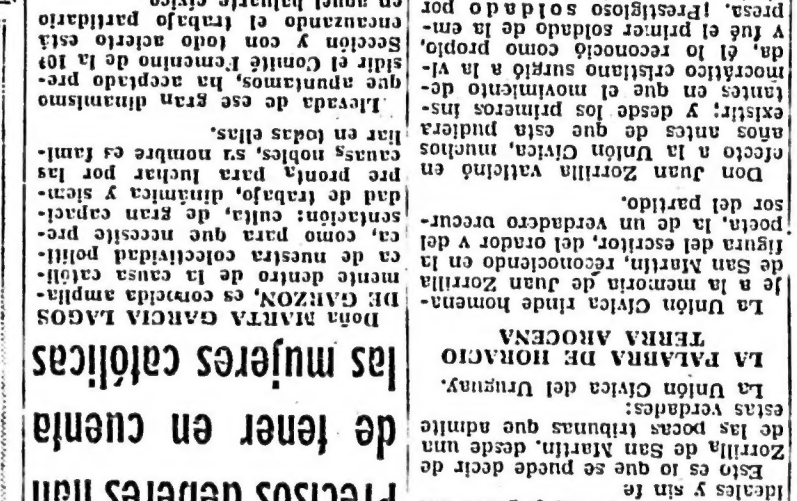 ideales y sin fe
Esto es lo que se puede decir de
Zorrilla de San Martín, desde una
de las pocas tribunas que admite
estas verdades:
La Unión Cívica del Uruguay.
LA PALABRA DE HORACIO
TERRA AROCENA
La Unión Cívica rinde homena-
je a la memoria de Juan Zorrilla
de San Martín, reconociendo en la
figura del escritor, del orador y del
poeta, la de un verdadero precur-
sor del partido.
Don Juan Zorrilla vaticinó en
efecto a la Unión Cívica, muchos
años antes de que esta pudiera
existir; y desde los primeros ins-
tantes en que el movimiento de-
mocrático cristiano surgió a la vi-
da, él lo reconoció como propio,
y fué el primer soldado de la em-
presa. ¡Prestigioso soldado por
Precisos deberes han
de tener en cuenta
las mujeres católicas
Doña MARTA GARCIA LAGOS
DE GARZON, es conocida amplia-
mente dentro de la causa católi-
ca de nuestra colectividad políti-
ca, como para que necesite pre-
sentación: culta, de gran capaci-
dad de trabajo, dinámica y siem-
pre pronta para luchar por las
causas nobles, su nombre es fami-
liar en todas ellas.
Llevada de ese gran dinamismo
que apuntamos, ha aceptado pre-
sidir el Comité Femenino de la 10ª
Sección y con todo acierto está
encauzando el trabajo partidario
en aquel baluarte cívico